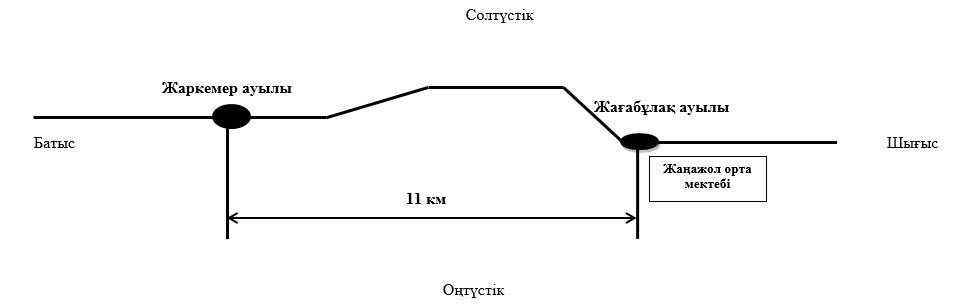 Солтүстік
Жаркемер ауылы
Жағабұлақ ауылы
Батыс
Шығыс
Жаңажол орта
мектебі
11 км
Оңтүстік